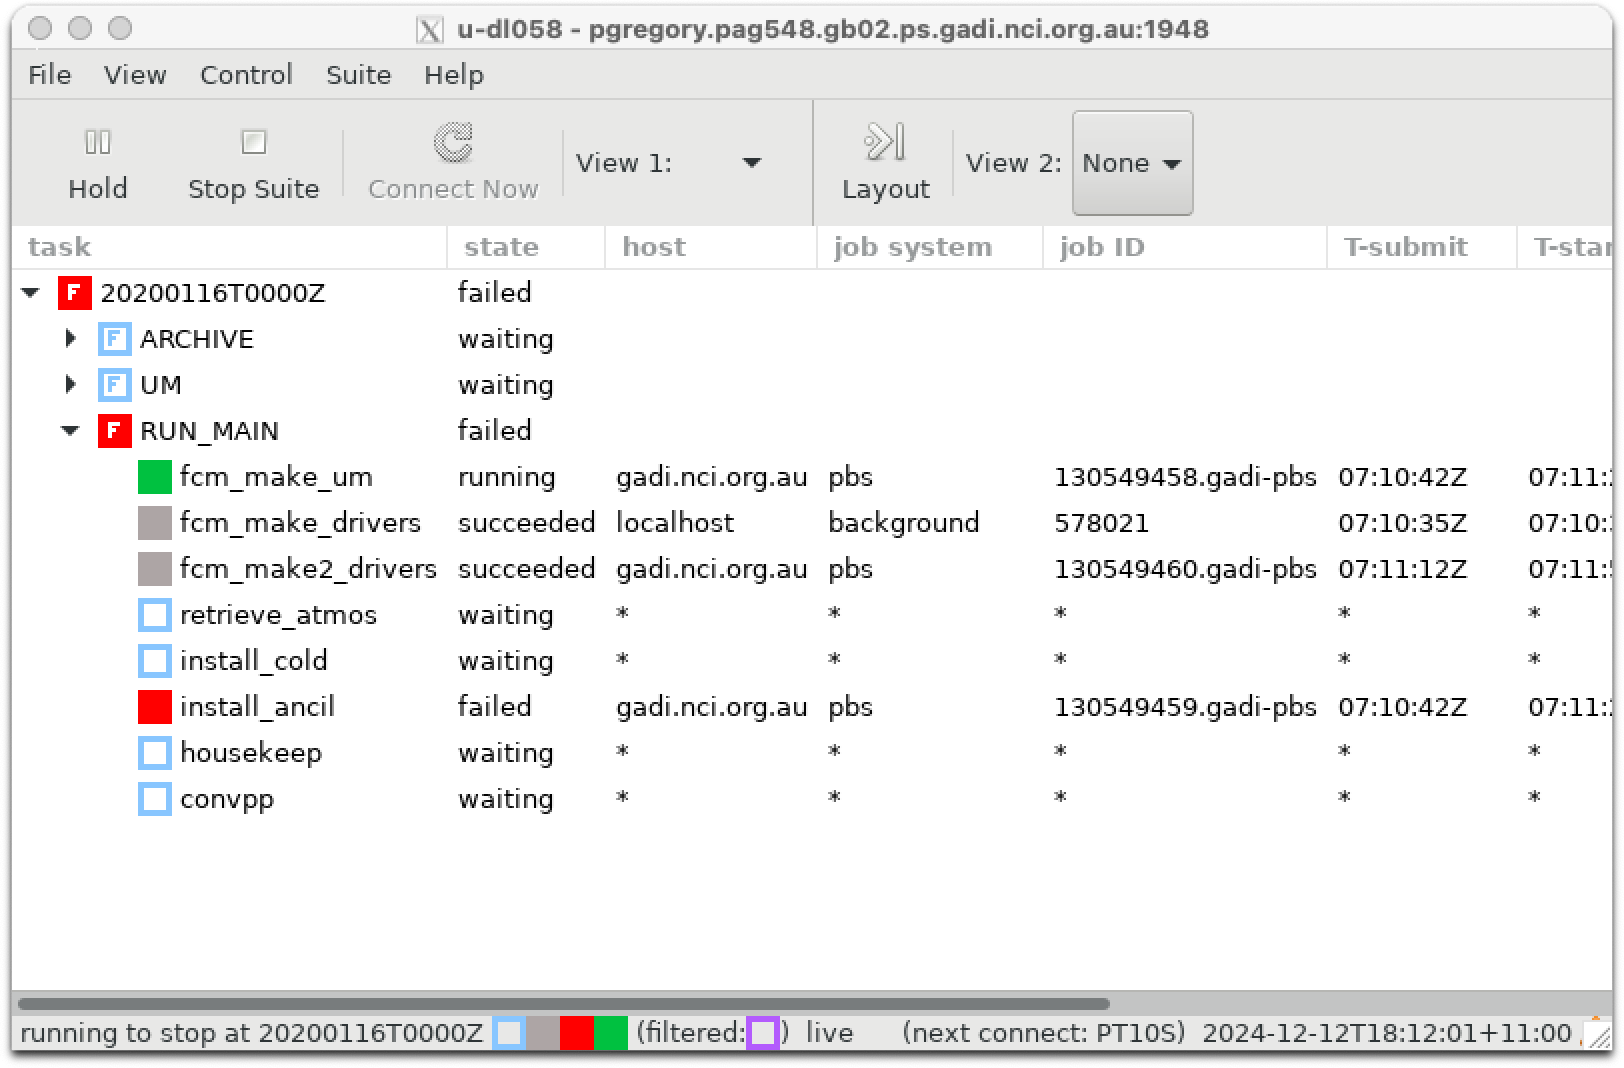 u-dl058 - pgregory.pag548.gb02.ps.gadi.nci.org.au:1948
File View Control Suite Help
Hold Stop Suite Connect Now View 1: Layout View 2: None
task state host job system job ID T-submit T-star
F 20200116T0000Z failed
F ARCHIVE waiting
F UM waiting
F RUN_MAIN failed
fcm_make_um running gadi.nci.org.au pbs 130549458.gadi-pbs 07:10:42Z 07:11:
fcm_make_drivers succeeded localhost background 578021 07:10:35Z 07:10:
fcm_make2_drivers succeeded gadi.nci.org.au pbs 130549460.gadi-pbs 07:11:12Z 07:11:
retrieve_atmos waiting * * * * *
install_cold waiting * * * * *
install_ancil failed gadi.nci.org.au pbs 130549459.gadi-pbs 07:10:42Z 07:11:
housekeep waiting * * * * *
convpp waiting * * * * *
running to stop at 20200116T0000Z (filtered: ) live (next connect: PT10S) 2024-12-12T18:12:01+11:00